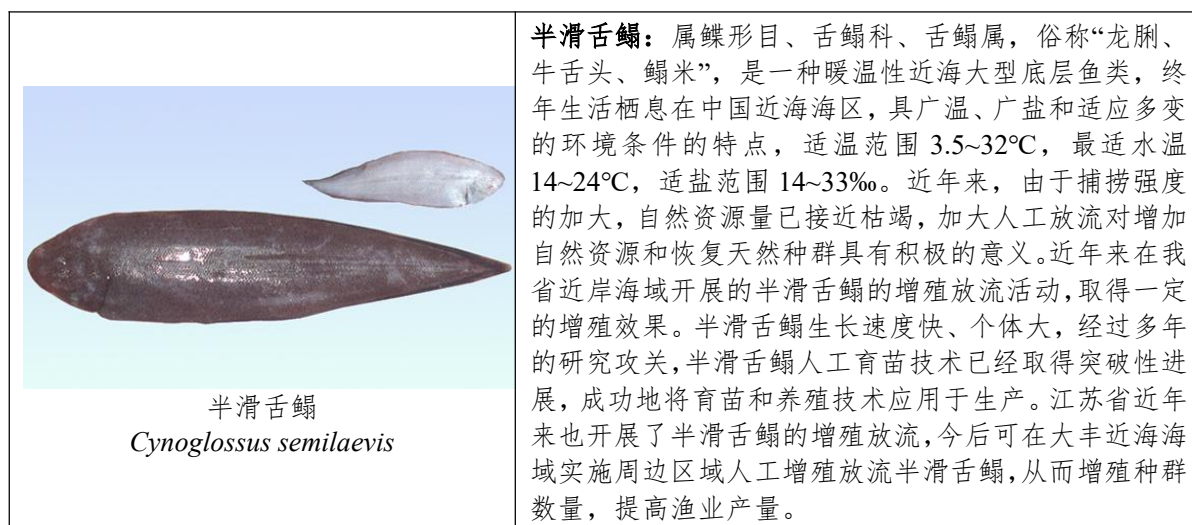 半滑舌鳎
Cynoglossus semilaevis
半滑舌鳎：属鲽形目、舌鳎科、舌鳎属，俗称“龙脷、
牛舌头、鳎米”，是一种暖温性近海大型底层鱼类，终
年生活栖息在中国近海海区，具广温、广盐和适应多变
的环境条件的特点，适温范围 3.5~32℃，最适水温
14~24℃，适盐范围 14~33‰。近年来，由于捕捞强度
的加大，自然资源量已接近枯竭，加大人工放流对增加
自然资源和恢复天然种群具有积极的意义。近年来在我
省近岸海域开展的半滑舌鳎的增殖放流活动，取得一定
的增殖效果。半滑舌鳎生长速度快、个体大，经过多年
的研究攻关，半滑舌鳎人工育苗技术已经取得突破性进
展，成功地将育苗和养殖技术应用于生产。江苏省近年
来也开展了半滑舌鳎的增殖放流，今后可在大丰近海海
域实施周边区域人工增殖放流半滑舌鳎，从而增殖种群
数量，提高渔业产量。